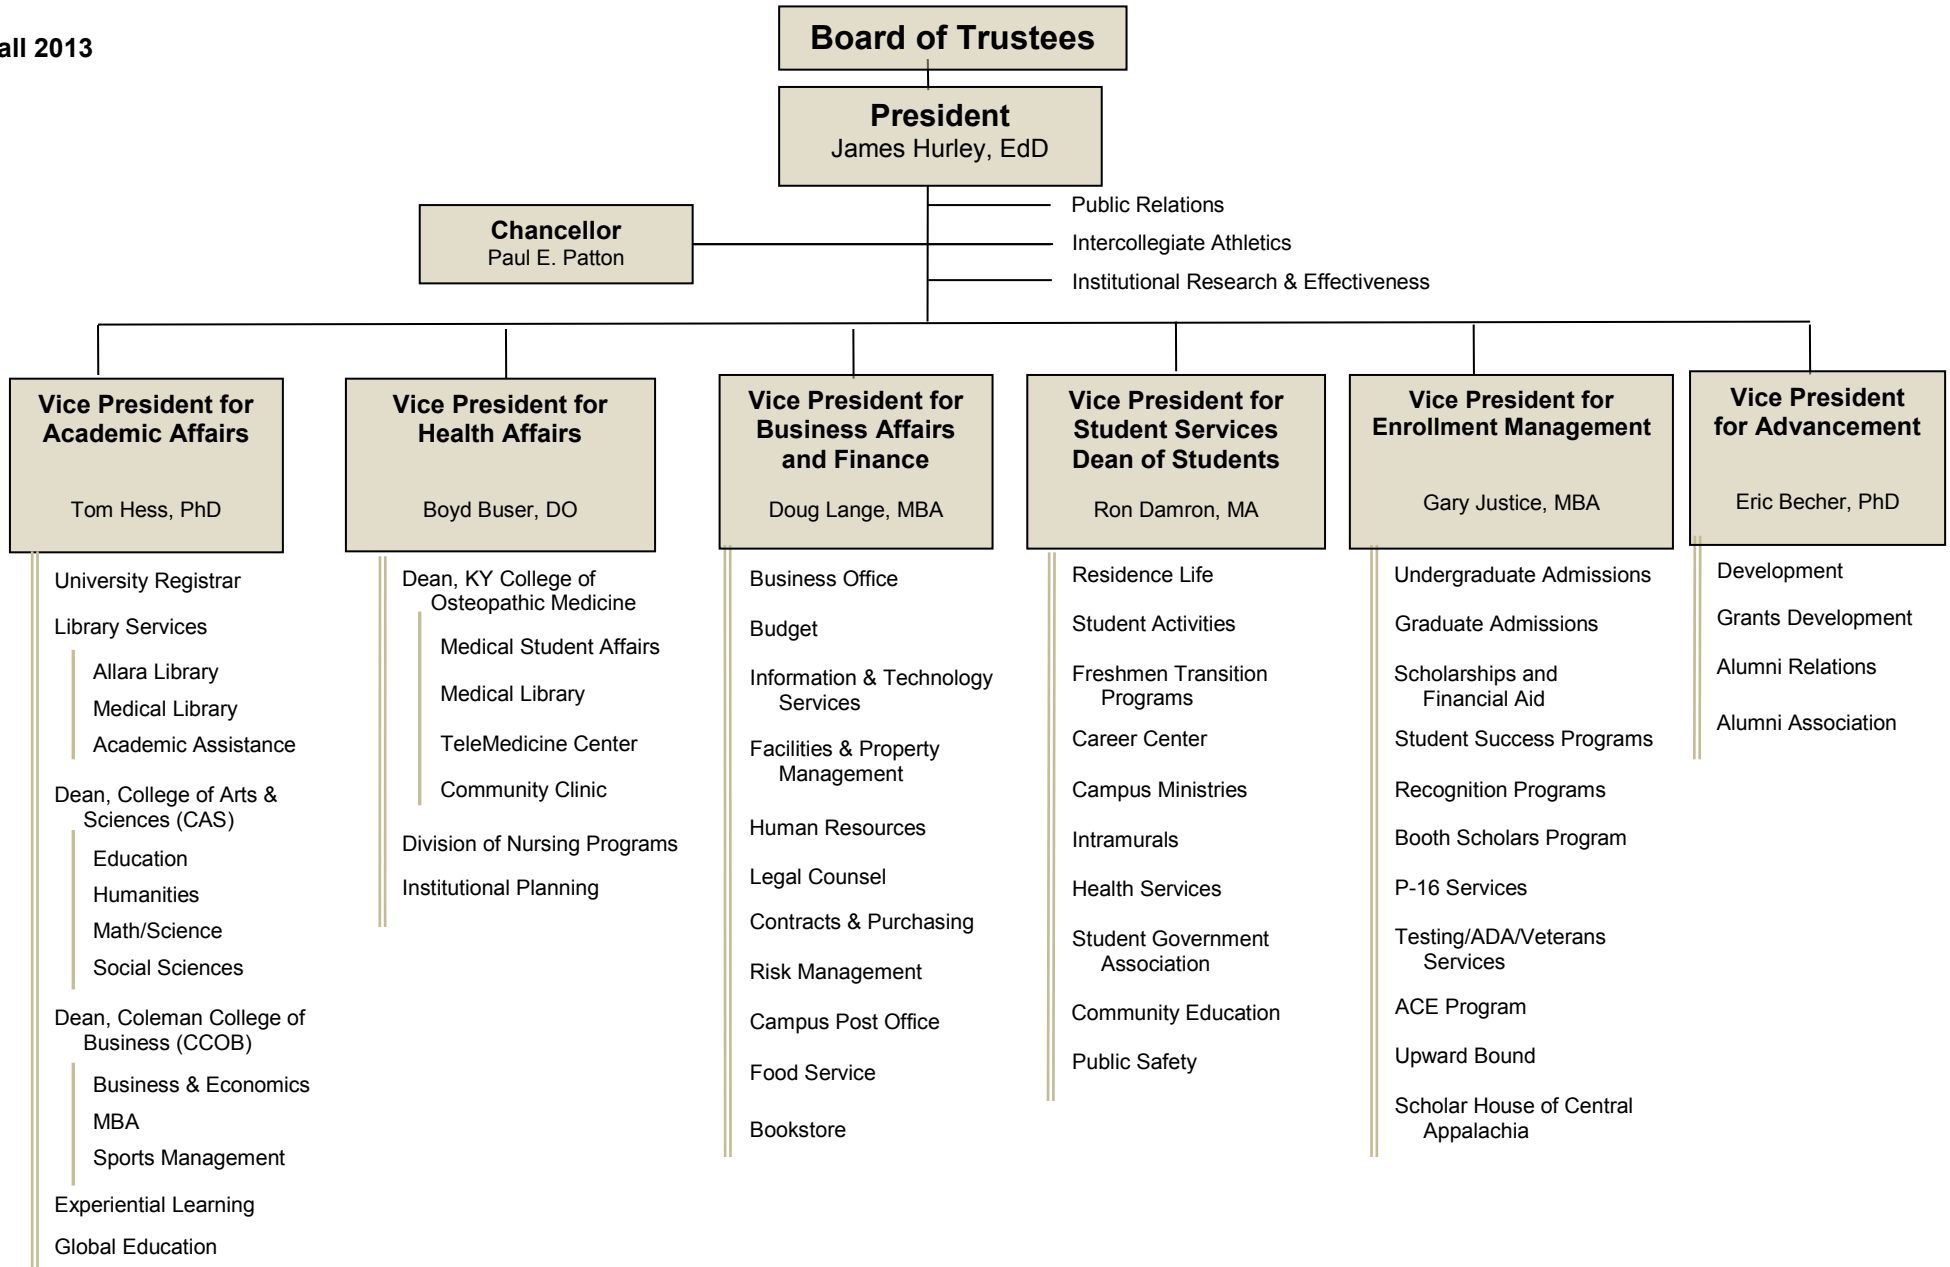 all 2013
Board of Trustees
President
James Hurley, EdD
Chancellor
Paul E. Patton
Public Relations
Intercollegiate Athletics
Institutional Research & Effectiveness
Vice President for
Academic Affairs
Tom Hess, PhD
University Registrar
Library Services
Allara Library
Medical Library
Academic Assistance
Dean, College of Arts &
Sciences (CAS)
Education
Humanities
Math/Science
Social Sciences
Dean, Coleman College of
Business (CCOB)
Business & Economics
MBA
Sports Management
Experiential Learning
Global Education
Vice President for
Health Affairs
Boyd Buser, DO
Dean, KY College of
Osteopathic Medicine
Medical Student Affairs
Medical Library
TeleMedicine Center
Community Clinic
Division of Nursing Programs
Institutional Planning
Vice President for
Business Affairs
and Finance
Doug Lange, MBA
Business Office
Budget
Information & Technology
Services
Facilities & Property
Management
Human Resources
Legal Counsel
Contracts & Purchasing
Risk Management
Campus Post Office
Food Service
Bookstore
Vice President for
Student Services
Dean of Students
Ron Damron, MA
Residence Life
Student Activities
Freshmen Transition
Programs
Career Center
Campus Ministries
Intramurals
Health Services
Student Government
Association
Community Education
Public Safety
Vice President for
Enrollment Management
Gary Justice, MBA
Undergraduate Admissions
Graduate Admissions
Scholarships and
Financial Aid
Student Success Programs
Recognition Programs
Booth Scholars Program
P-16 Services
Testing/ADA/Veterans
Services
ACE Program
Upward Bound
Scholar House of Central
Appalachia
Vice President
for Advancement
Eric Becher, PhD
Development
Grants Development
Alumni Relations
Alumni Association